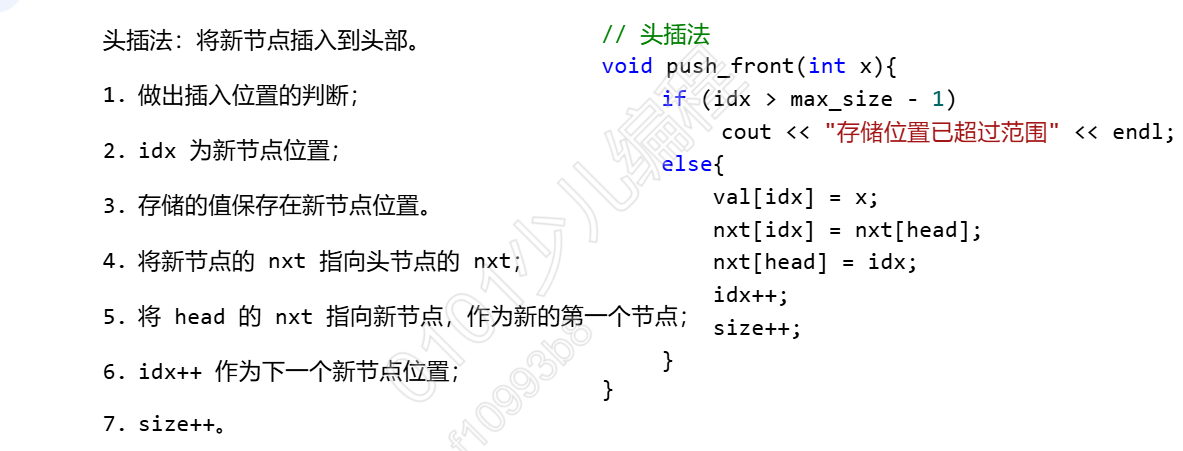 头插法：将新节点插入到头部。
1. 做出插入位置的判断；
2. idx 为新节点位置；
3. 存储的值保存在新节点位置。
4. 将新节点的 nxt 指向头节点的 nxt；
5. 将 head 的 nxt 指向新节点，作为新的第一个节点；
6. idx++ 作为下一个新节点位置；
7. size++。
// 头插法
void push_front(int x){
if (idx > max_size - 1)
cout << "存储位置已超过范围" << endl;
else{
val[idx] = x;
nxt[idx] = nxt[head];
nxt[head] = idx;
idx++;
size++;
}
}
0101少儿编程
f10993b8